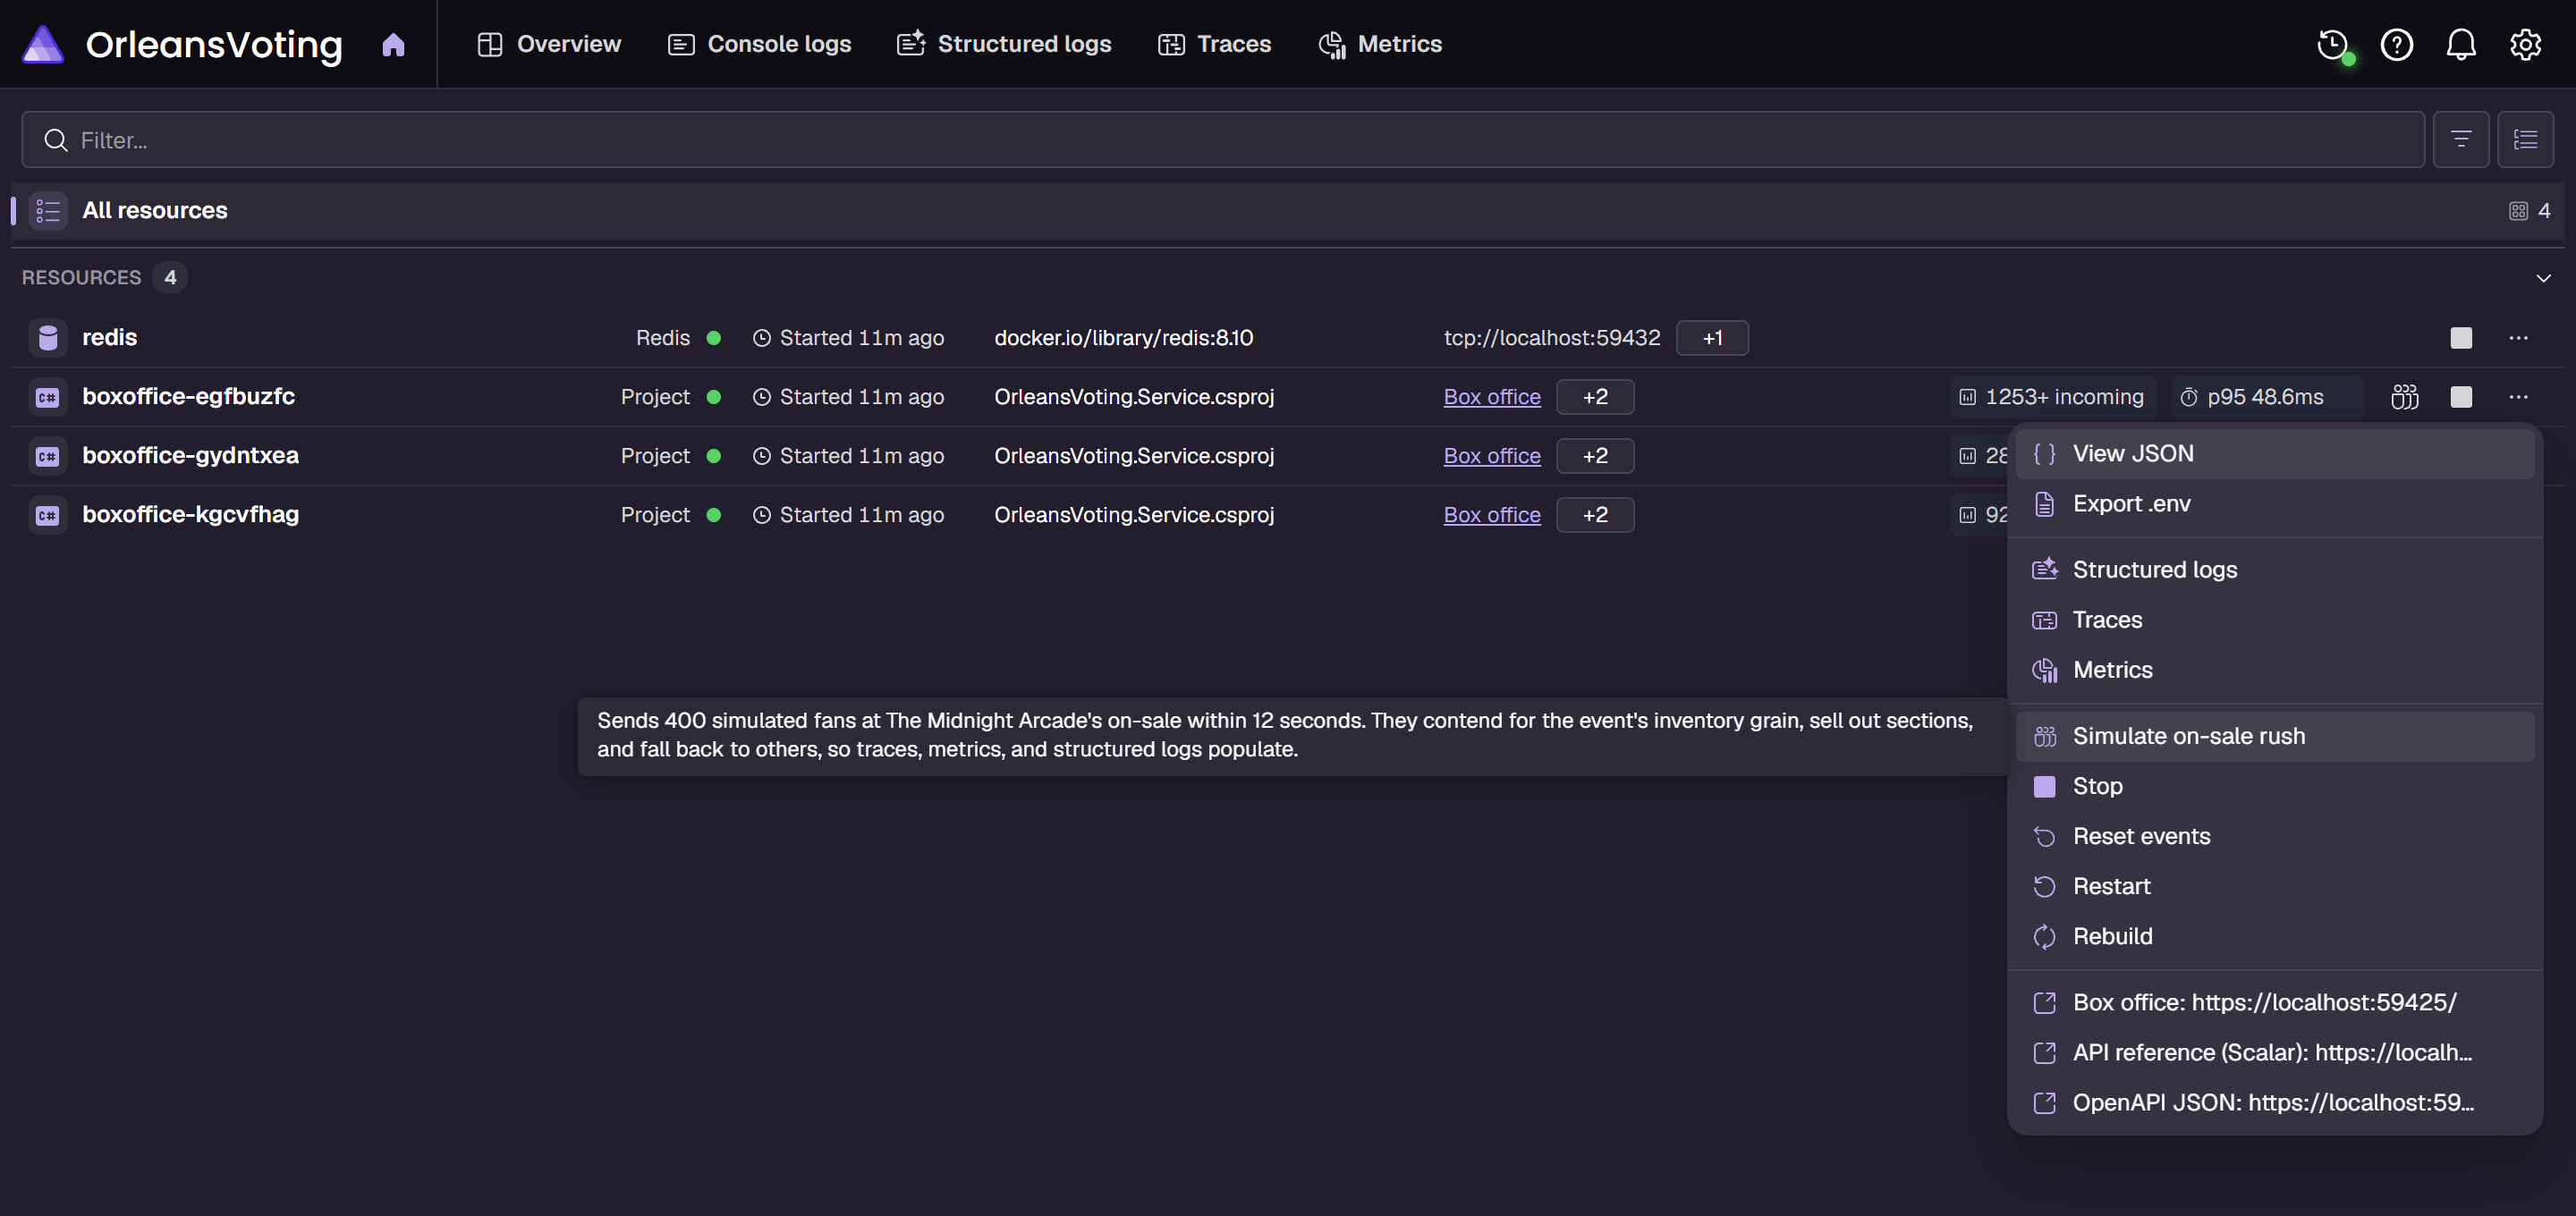 OrleansVoting
Overview
Console logs
Structured logs
Traces
Metrics
Filter...
All resources
4
RESOURCES 4
redis Redis Started 11m ago docker.io/library/redis:8.10 tcp://localhost:59432 +1
boxoffice-egfbuzfc Project Started 11m ago OrleansVoting.Service.csproj Box office +2 1253+ incoming p95 48.6ms
boxoffice-gydntxea Project Started 11m ago OrleansVoting.Service.csproj Box office +2 28
boxoffice-kgcvfhag Project Started 11m ago OrleansVoting.Service.csproj Box office +2 92
View JSON
Export .env
Structured logs
Traces
Metrics
Sends 400 simulated fans at The Midnight Arcade's on-sale within 12 seconds. They contend for the event's inventory grain, sell out sections,
and fall back to others, so traces, metrics, and structured logs populate.
Simulate on-sale rush
Stop
Reset events
Restart
Rebuild
Box office: https://localhost:59425/
API reference (Scalar): https://localh...
OpenAPI JSON: https://localhost:59...